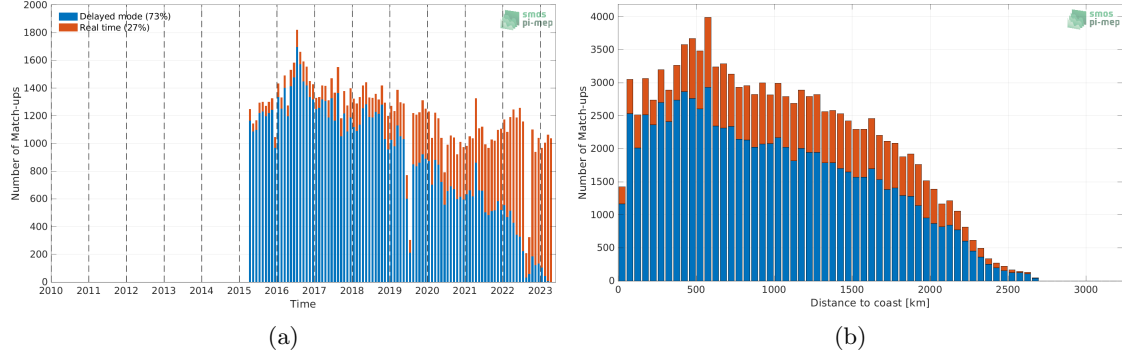 2000
1800
1600
1400
1200
1000
800
600
400
200
0
Number of Match-ups
Delayed mode (73%)
Real time (27%)
smos
pi-mep
2010 2011 2012 2013 2014 2015 2016 2017 2018 2019 2020 2021 2022 2023
Time
(a)
4000
3500
3000
2500
2000
1500
1000
500
0
Number of Match-ups
smos
pi-mep
0 500 1000 1500 2000 2500 3000
Distance to coast [km]
(b)